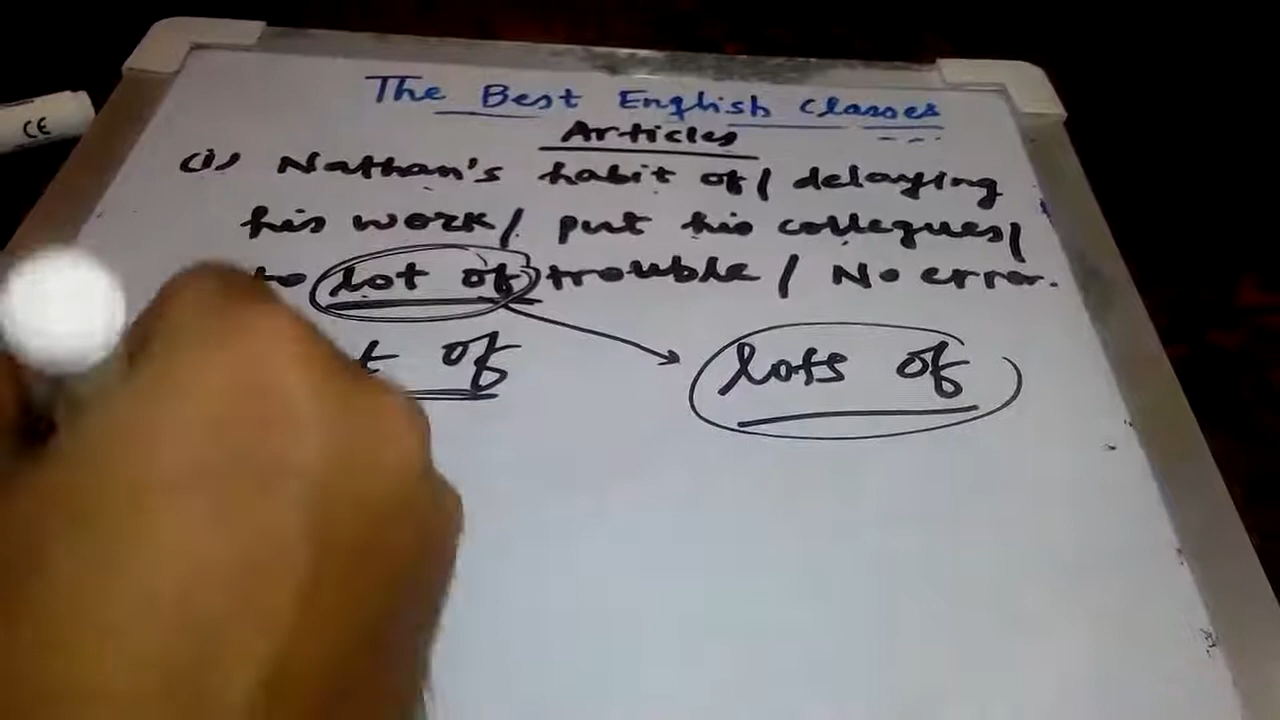 The Best English Classes
Articles
(i) Nathan's habit of/ delaying
his work/ put his collegues/
to lot of trouble / No error.
of
lots of
CE